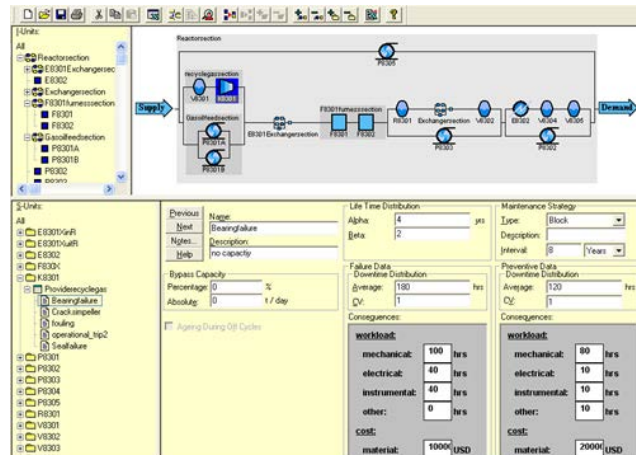 I-Units:
All
Reactorsection
E8301Exchangersec
E8302
Exchangersection
F8301furnesssection
F8301
F8302
Gasoilfeedsection
P8301A
P8301B
P8302
Reactorsection
P8305
recyclegassection
V8301
K8301
Supply
Demand
Gasoilfeedsection
P8301A
P8301B
E8301Exchangersection
F8301furnesssection
F8301
F8302
R8301
Exchangersection
V8302
P8303
E8302
V8304
V8305
P8302
S-Units:
All
E8301XinR
E8301XuitR
E8302
F830X
K8301
Providerecyclegas
Bearingfailure
Cracksimpeller
fouling
operational_trip2
Sealfailure
P8301
P8302
P8303
P8304
P8305
R8301
V8301
V8302
V8303
Previous
Next
Notes...
Help
Name:
Bearingfailure
Description:
no capacity
Bypass Capacity
Percentage: 0 %
Absolute: 0 t / day
Ageing During Off Cycles
Life Time Distribution
Alpha: 4 yrs
Beta: 2
Maintenance Strategy
Type: Block
Description:
Interval: 8 Years
Failure Data
Downtime Distribution
Average: 180 hrs
CV: 1
Consequences:
workload:
mechanical: 100 hrs
electrical: 40 hrs
instrumental: 40 hrs
other: 0 hrs
cost:
material: 1000 USD
Preventive Data
Downtime Distribution
Average: 120 hrs
CV: 1
Consequences:
workload:
mechanical: 80 hrs
electrical: 10 hrs
instrumental: 10 hrs
other: 10 hrs
cost:
material: 2000 USD